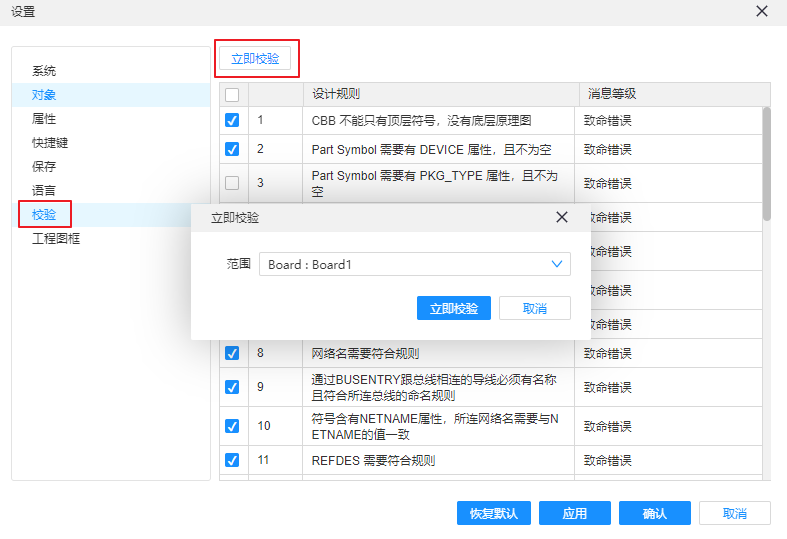 设置
系统
对象
属性
快捷键
保存
语言
校验
工程图框
立即校验
设计规则 消息等级
1 CBB 不能只有顶层符号，没有底层原理图 致命错误
2 Part Symbol 需要有 DEVICE 属性，且不为空 致命错误
3 Part Symbol 需要有 PKG_TYPE 属性，且不为
空
致命错误
致命错误
致命错误
致命错误
致命错误
立即校验
范围 Board : Board1
立即校验 取消
8 网络名需要符合规则 致命错误
9 通过BUSENTRY跟总线相连的导线必须有名称
且符合所连总线的命名规则
致命错误
10 符号含有NETNAME属性，所连网络名需要与N
ETNAME的值一致
致命错误
11 REFDES 需要符合规则 致命错误
恢复默认 应用 确认 取消